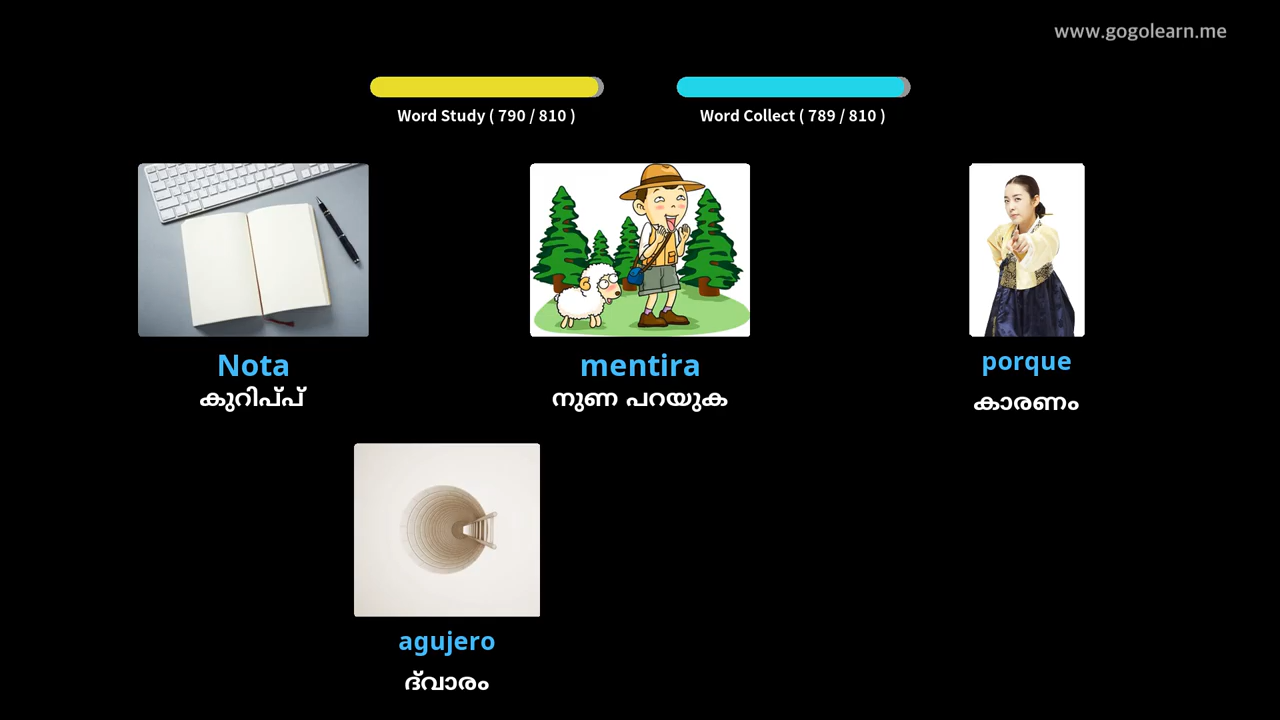 www.gogolearn.me
Word Study ( 790 / 810 )
Word Collect ( 789 / 810 )
Nota
കുറിപ്പ്
mentira
നുണ പറയുക
porque
കാരണം
agujero
ദ്വാരം